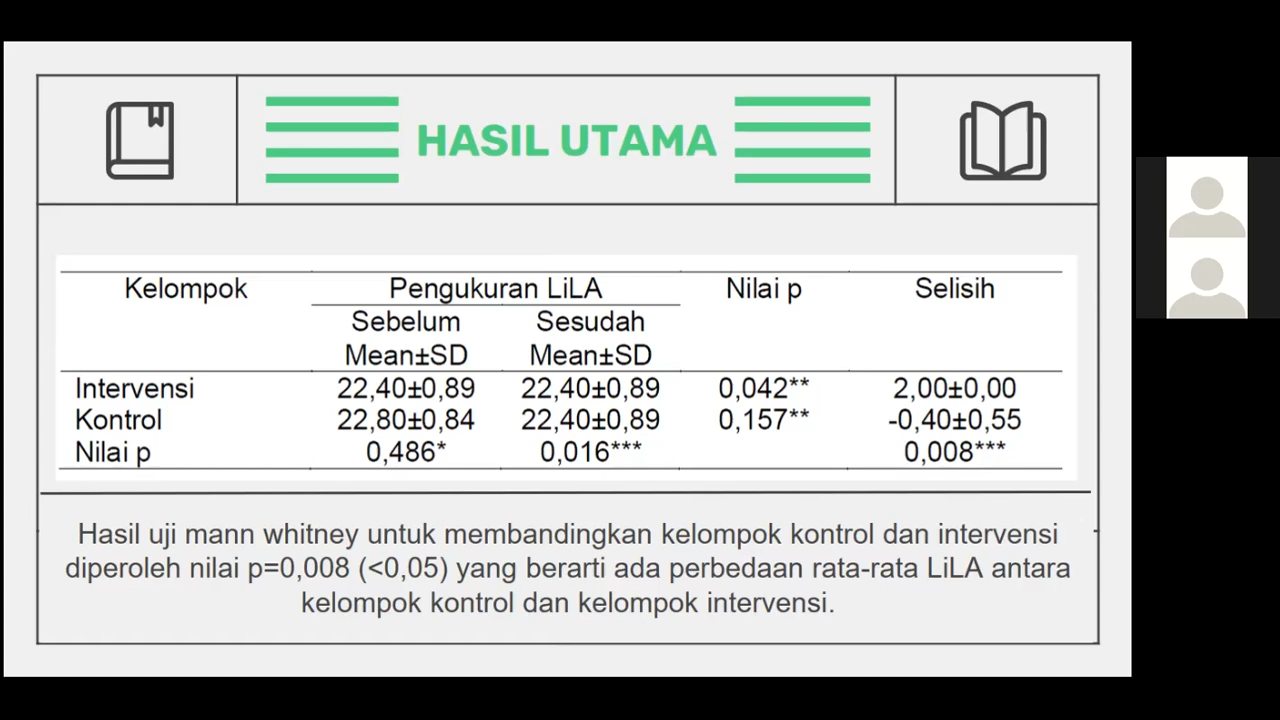 HASIL UTAMA
Kelompok Pengukuran LiLA Nilai p Selisih
Sebelum Sesudah
Mean±SD Mean±SD
Intervensi 22,40±0,89 22,40±0,89 0,042** 2,00±0,00
Kontrol 22,80±0,84 22,40±0,89 0,157** -0,40±0,55
Nilai p 0,486* 0,016*** 0,008***
Hasil uji mann whitney untuk membandingkan kelompok kontrol dan intervensi
diperoleh nilai p=0,008 (<0,05) yang berarti ada perbedaan rata-rata LiLA antara
kelompok kontrol dan kelompok intervensi.